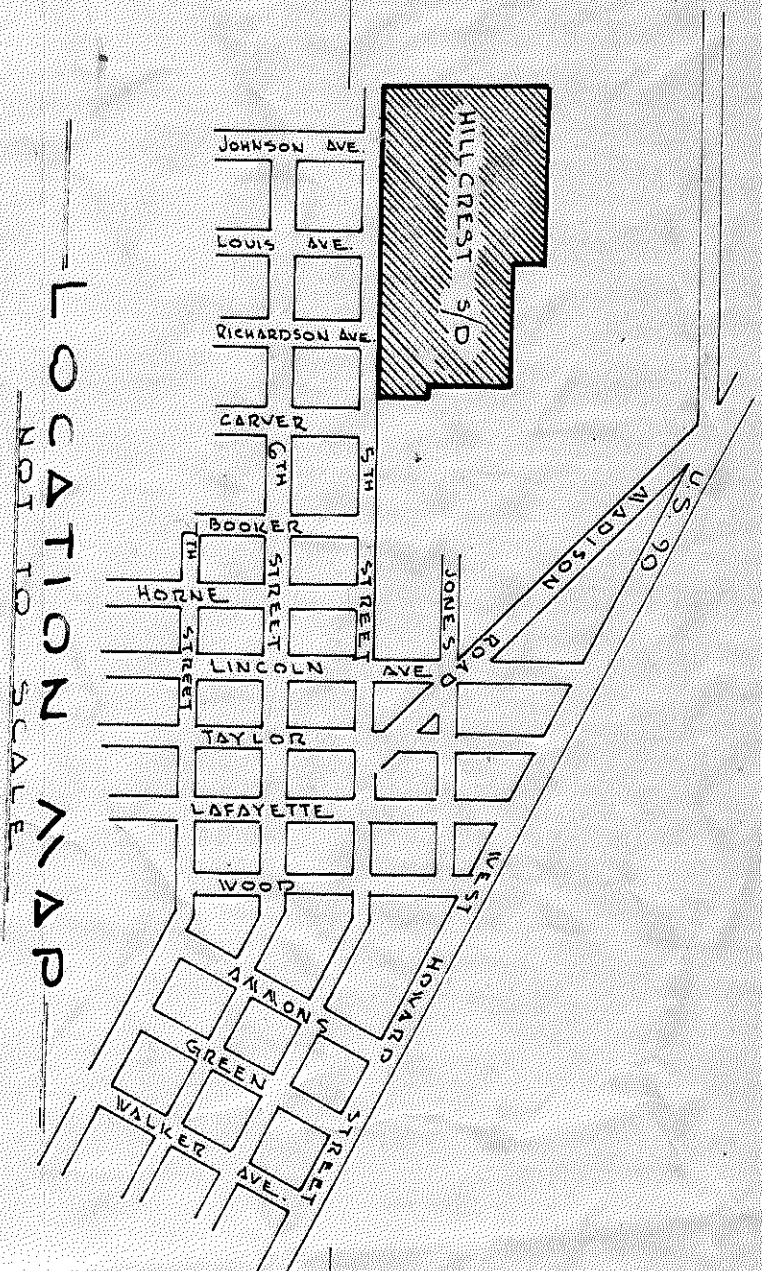 HILLCREST S/D
JOHNSON AVE
LOUIS AVE.
RICHARDSON AVE.
CARVER
6TH STREET
5TH STREET
BOOKER
7TH STREET
HORNE
LINCOLN AVE
JONES
MADISON ROAD
US 90
TAYLOR
LAFAYETTE
WOOD
WEST HOWARD STREET
AMMONS
GREEN
WALKER AVE.
LOCATION MAP
NOT TO SCALE